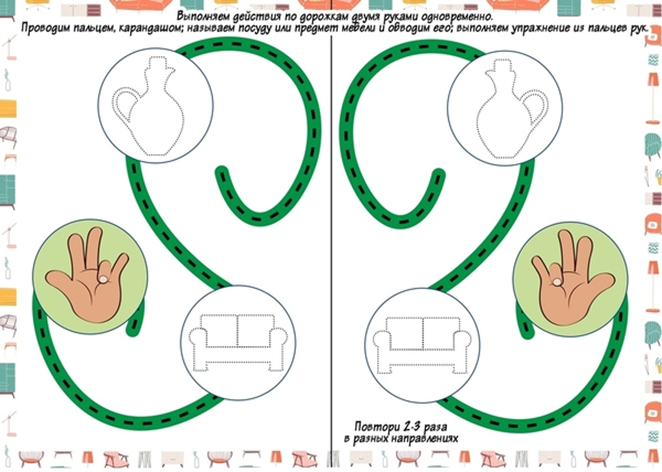 Выполняем действия по дорожкам двумя руками одновременно.
Проводим пальцем, карандашом; называем посуду или предмет мебели и обводим его; выполняем упражнение из пальцев рук.
Повтори 2-3 раза
в разных направлениях